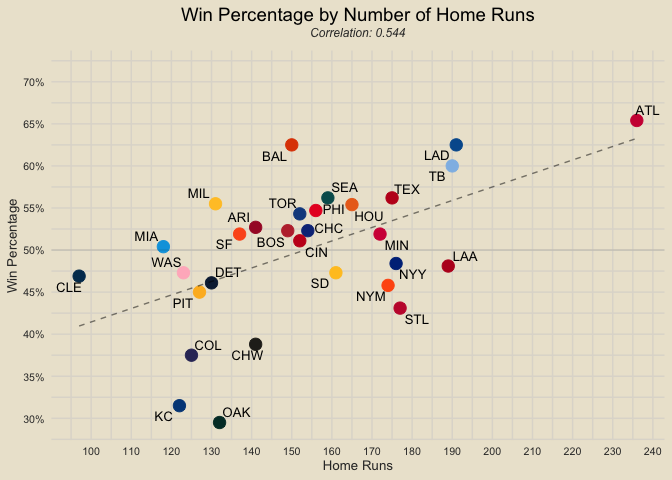 Win Percentage by Number of Home Runs
Correlation: 0.544
70%
65%
60%
55%
50%
45%
40%
35%
30%
Win Percentage
ATL
BAL
LAD
TB
MIL
SEA
TEX
TOR
PHI
HOU
ARI
CHC
SF
BOS
CIN
MIN
MIA
WAS
DET
LAA
CLE
NYY
SD
PIT
NYM
STL
COL
CHW
KC
OAK
100 110 120 130 140 150 160 170 180 190 200 210 220 230 240
Home Runs